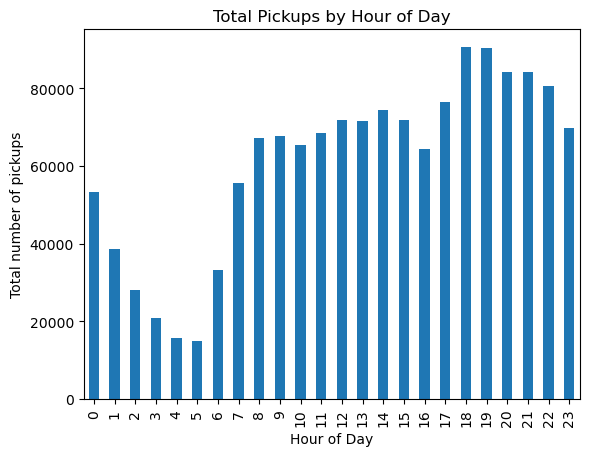 Total Pickups by Hour of Day
Total number of pickups
80000
60000
40000
20000
0
0 1 2 3 4 5 6 7 8 9 10 11 12 13 14 15 16 17 18 19 20 21 22 23
Hour of Day